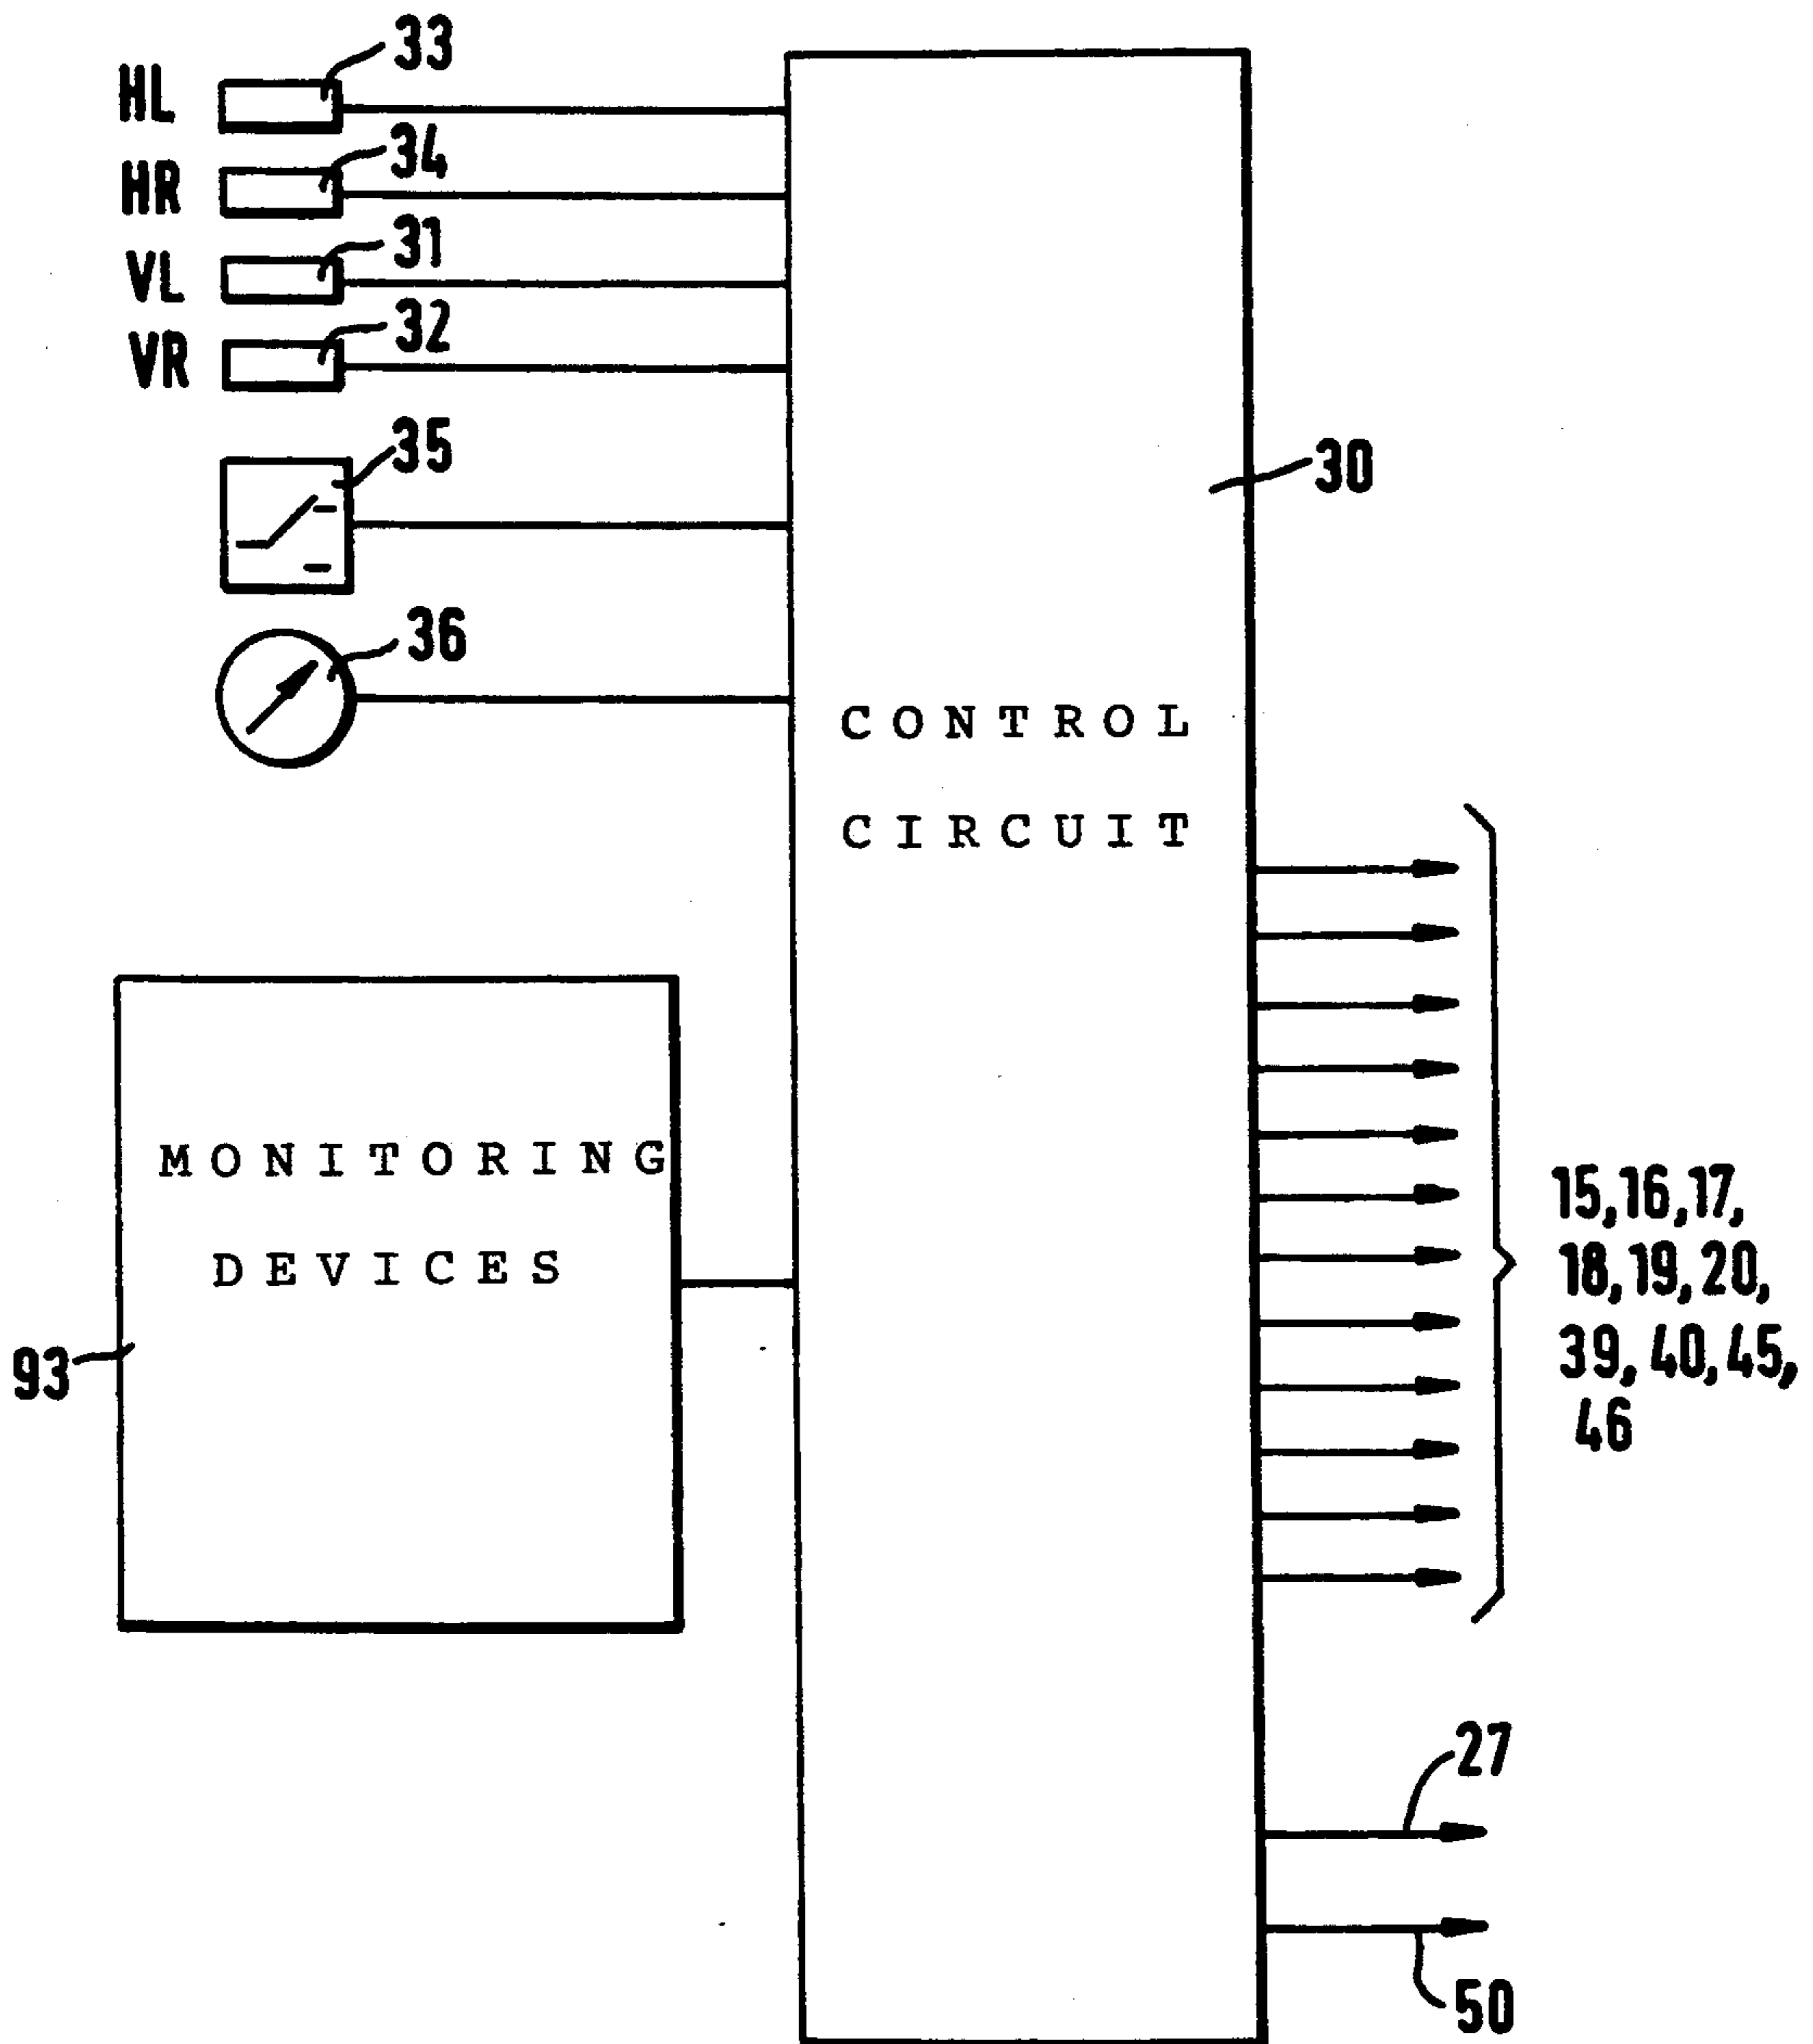 33
HL
34
HR
31
VL
32
VR
35
30
36
CONTROL
CIRCUIT
MONITORING
DEVICES
15,16,17,
18,19,20,
39,40,45,
46
93
27
50